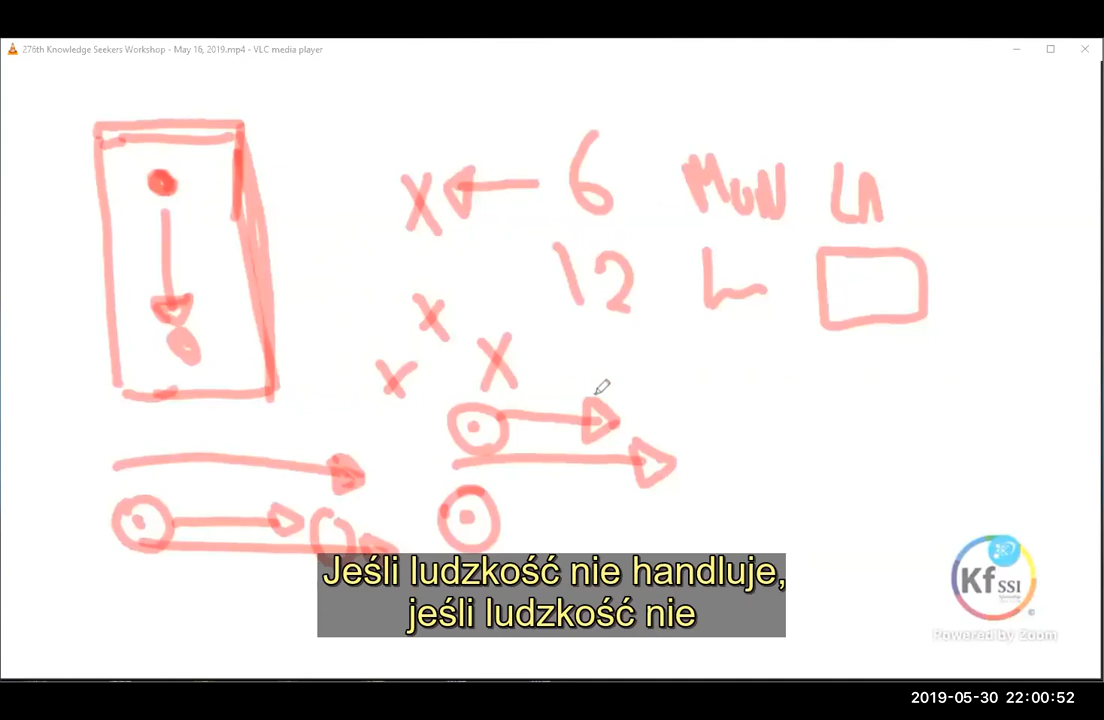 276th Knowledge Seekers Workshop - May 16, 2019.mp4 - VLC media player
X 6 MUN
X 12
X X
Jeśli ludzkość nie handluje,
jeśli ludzkość nie
Kf SSI
©
Powered by Zoom
2019-05-30 22:00:52